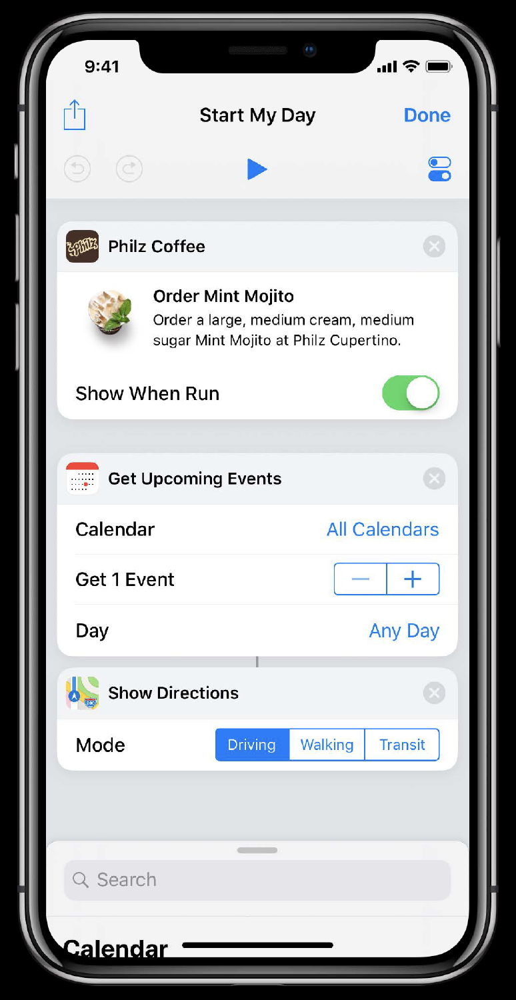 9:41
Start My Day
Done
Philz
Philz Coffee
Order Mint Mojito
Order a large, medium cream, medium
sugar Mint Mojito at Philz Cupertino.
Show When Run
Get Upcoming Events
Calendar
All Calendars
Get 1 Event
Day
Any Day
280
Show Directions
Mode
Driving
Walking
Transit
Search
Calendar